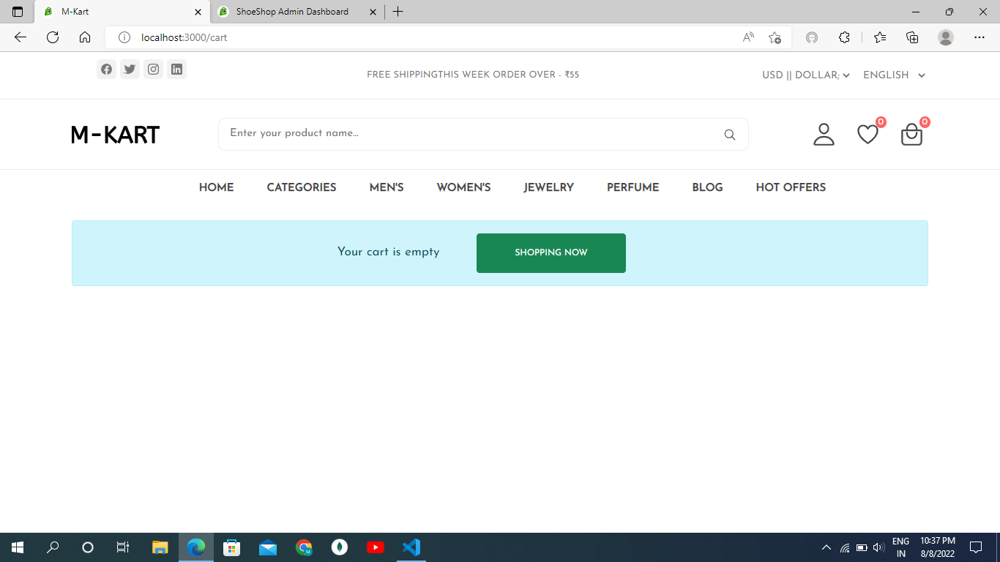 M-Kart
ShoeShop Admin Dashboard
localhost:3000/cart
FREE SHIPPINGTHIS WEEK ORDER OVER - ₹55
USD || DOLLAR;
ENGLISH
M-KART
Enter your product name...
0
0
HOME CATEGORIES MEN'S WOMEN'S JEWELRY PERFUME BLOG HOT OFFERS
Your cart is empty
SHOPPING NOW
ENG
IN
10:37 PM
8/8/2022